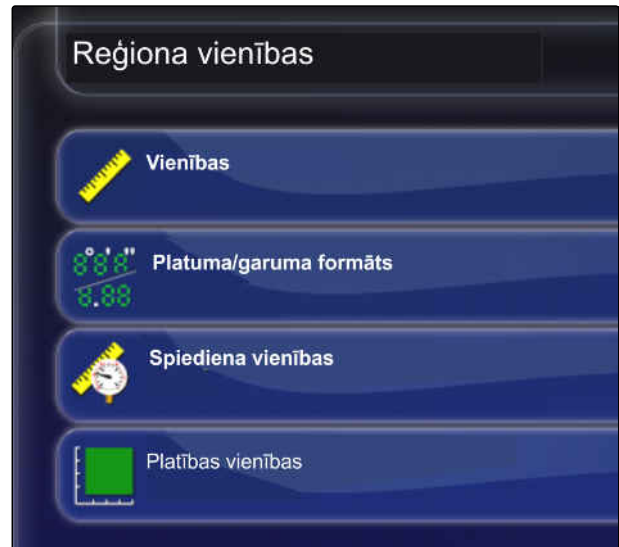 Reģiona vienības
Vienības
Platuma/garuma formāts
Spiediena vienības
Platības vienības